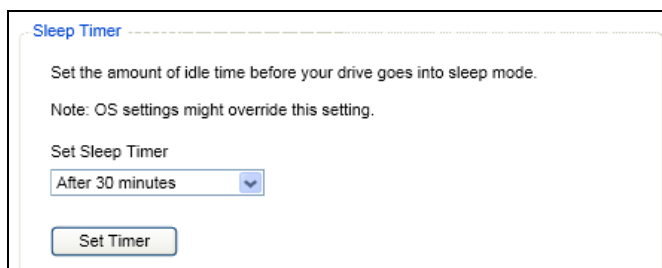 Sleep Timer
Set the amount of idle time before your drive goes into sleep mode.
Note: OS settings might override this setting.
Set Sleep Timer
After 30 minutes
Set Timer